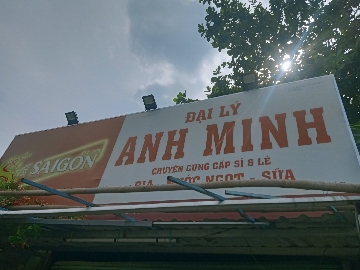 SAIGON
ĐẠI LÝ
ANH MINH
CHUYÊN CUNG CẤP SỈ & LẺ
NGỌT - SỮA